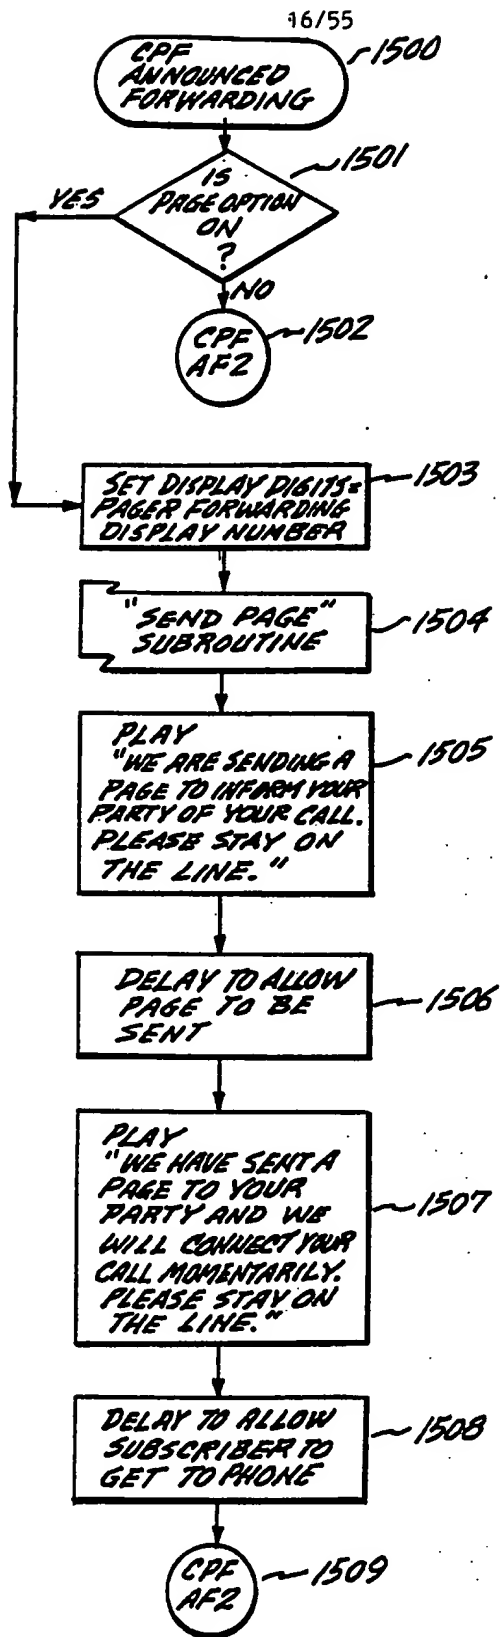 16/55
CPF
ANNOUNCED
FORWARDING
1500
IS
PAGE OPTION
ON
?
1501
YES
NO
CPF
AF2
1502
SET DISPLAY DIGITS=
PAGER FORWARDING
DISPLAY NUMBER
1503
"SEND PAGE"
SUBROUTINE
1504
PLAY
"WE ARE SENDING A
PAGE TO INFORM YOUR
PARTY OF YOUR CALL.
PLEASE STAY ON
THE LINE."
1505
DELAY TO ALLOW
PAGE TO BE
SENT
1506
PLAY
"WE HAVE SENT A
PAGE TO YOUR
PARTY AND WE
WILL CONNECT YOUR
CALL MOMENTARILY.
PLEASE STAY ON
THE LINE."
1507
DELAY TO ALLOW
SUBSCRIBER TO
GET TO PHONE
1508
CPF
AF2
1509